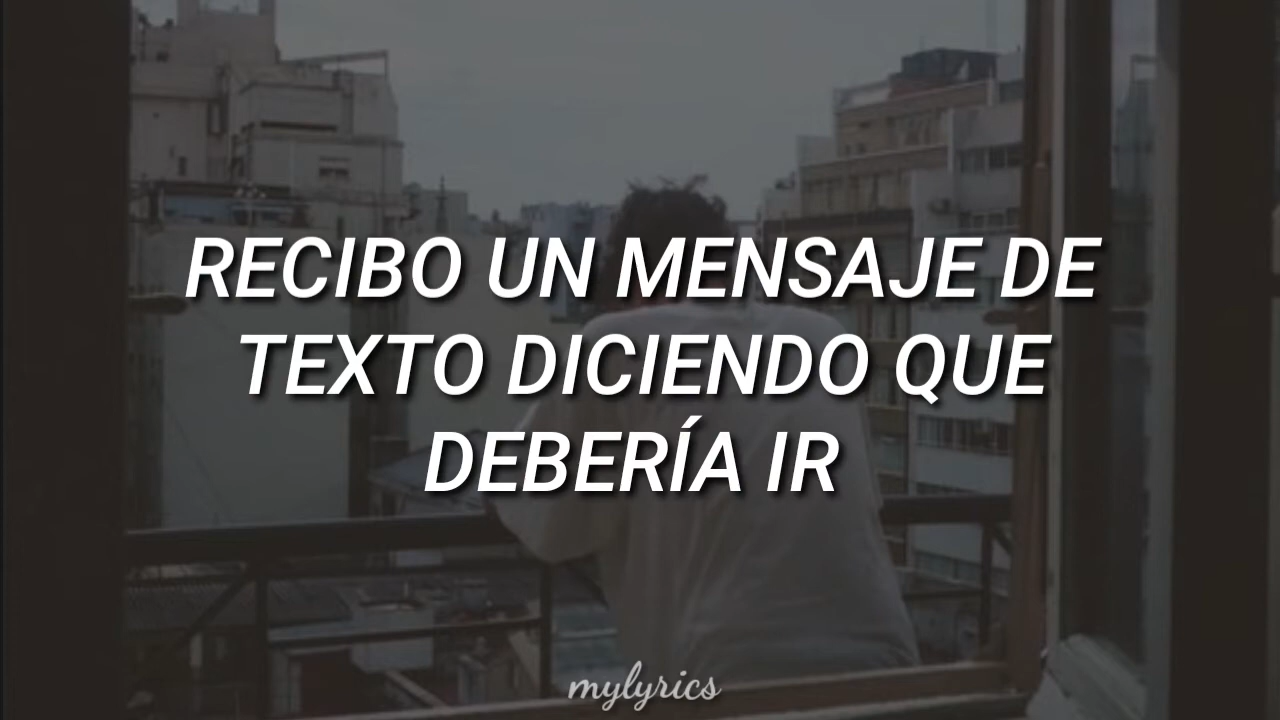 RECIBO UN MENSAJE DE
TEXTO DICIENDO QUE
DEBERÍA IR
mylyrics